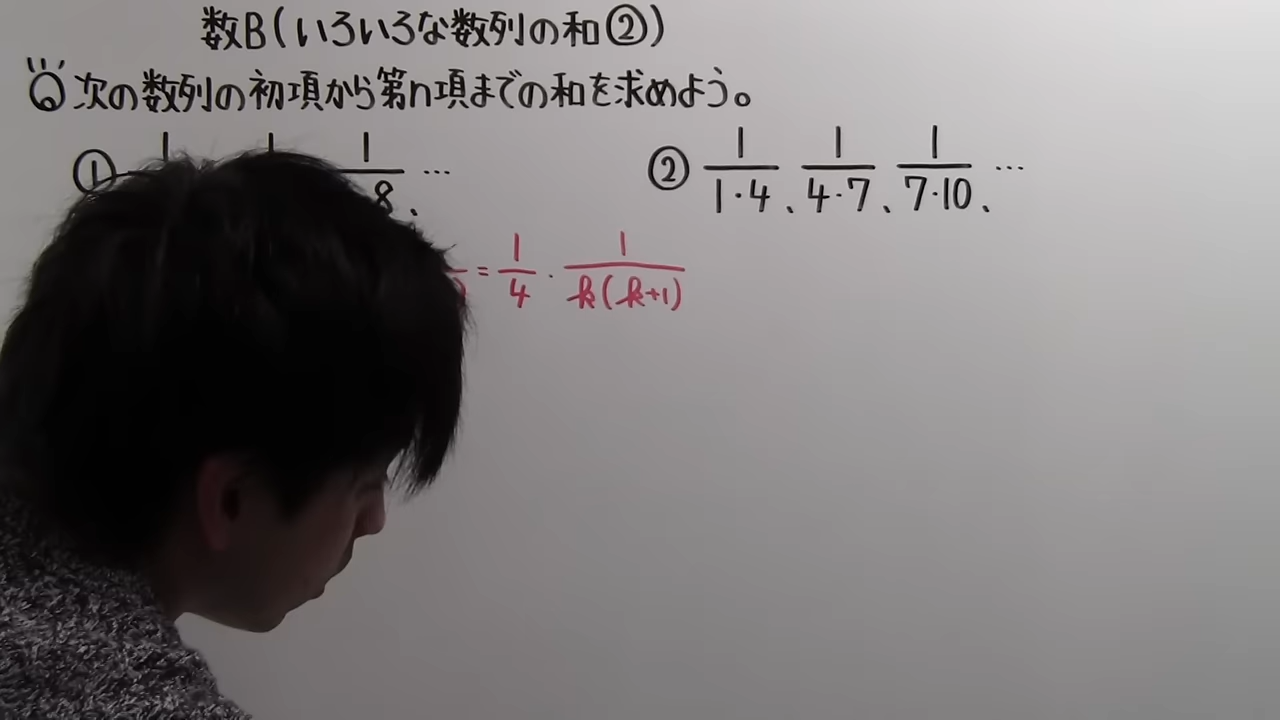 数B(いろいろな数列の和②)
次の数列の初項から第n項までの和を求めよう。
① 1 1/8、…
② 1/1·4、1/4·7、1/7·10、…
= 1/4 · 1/k(k+1)